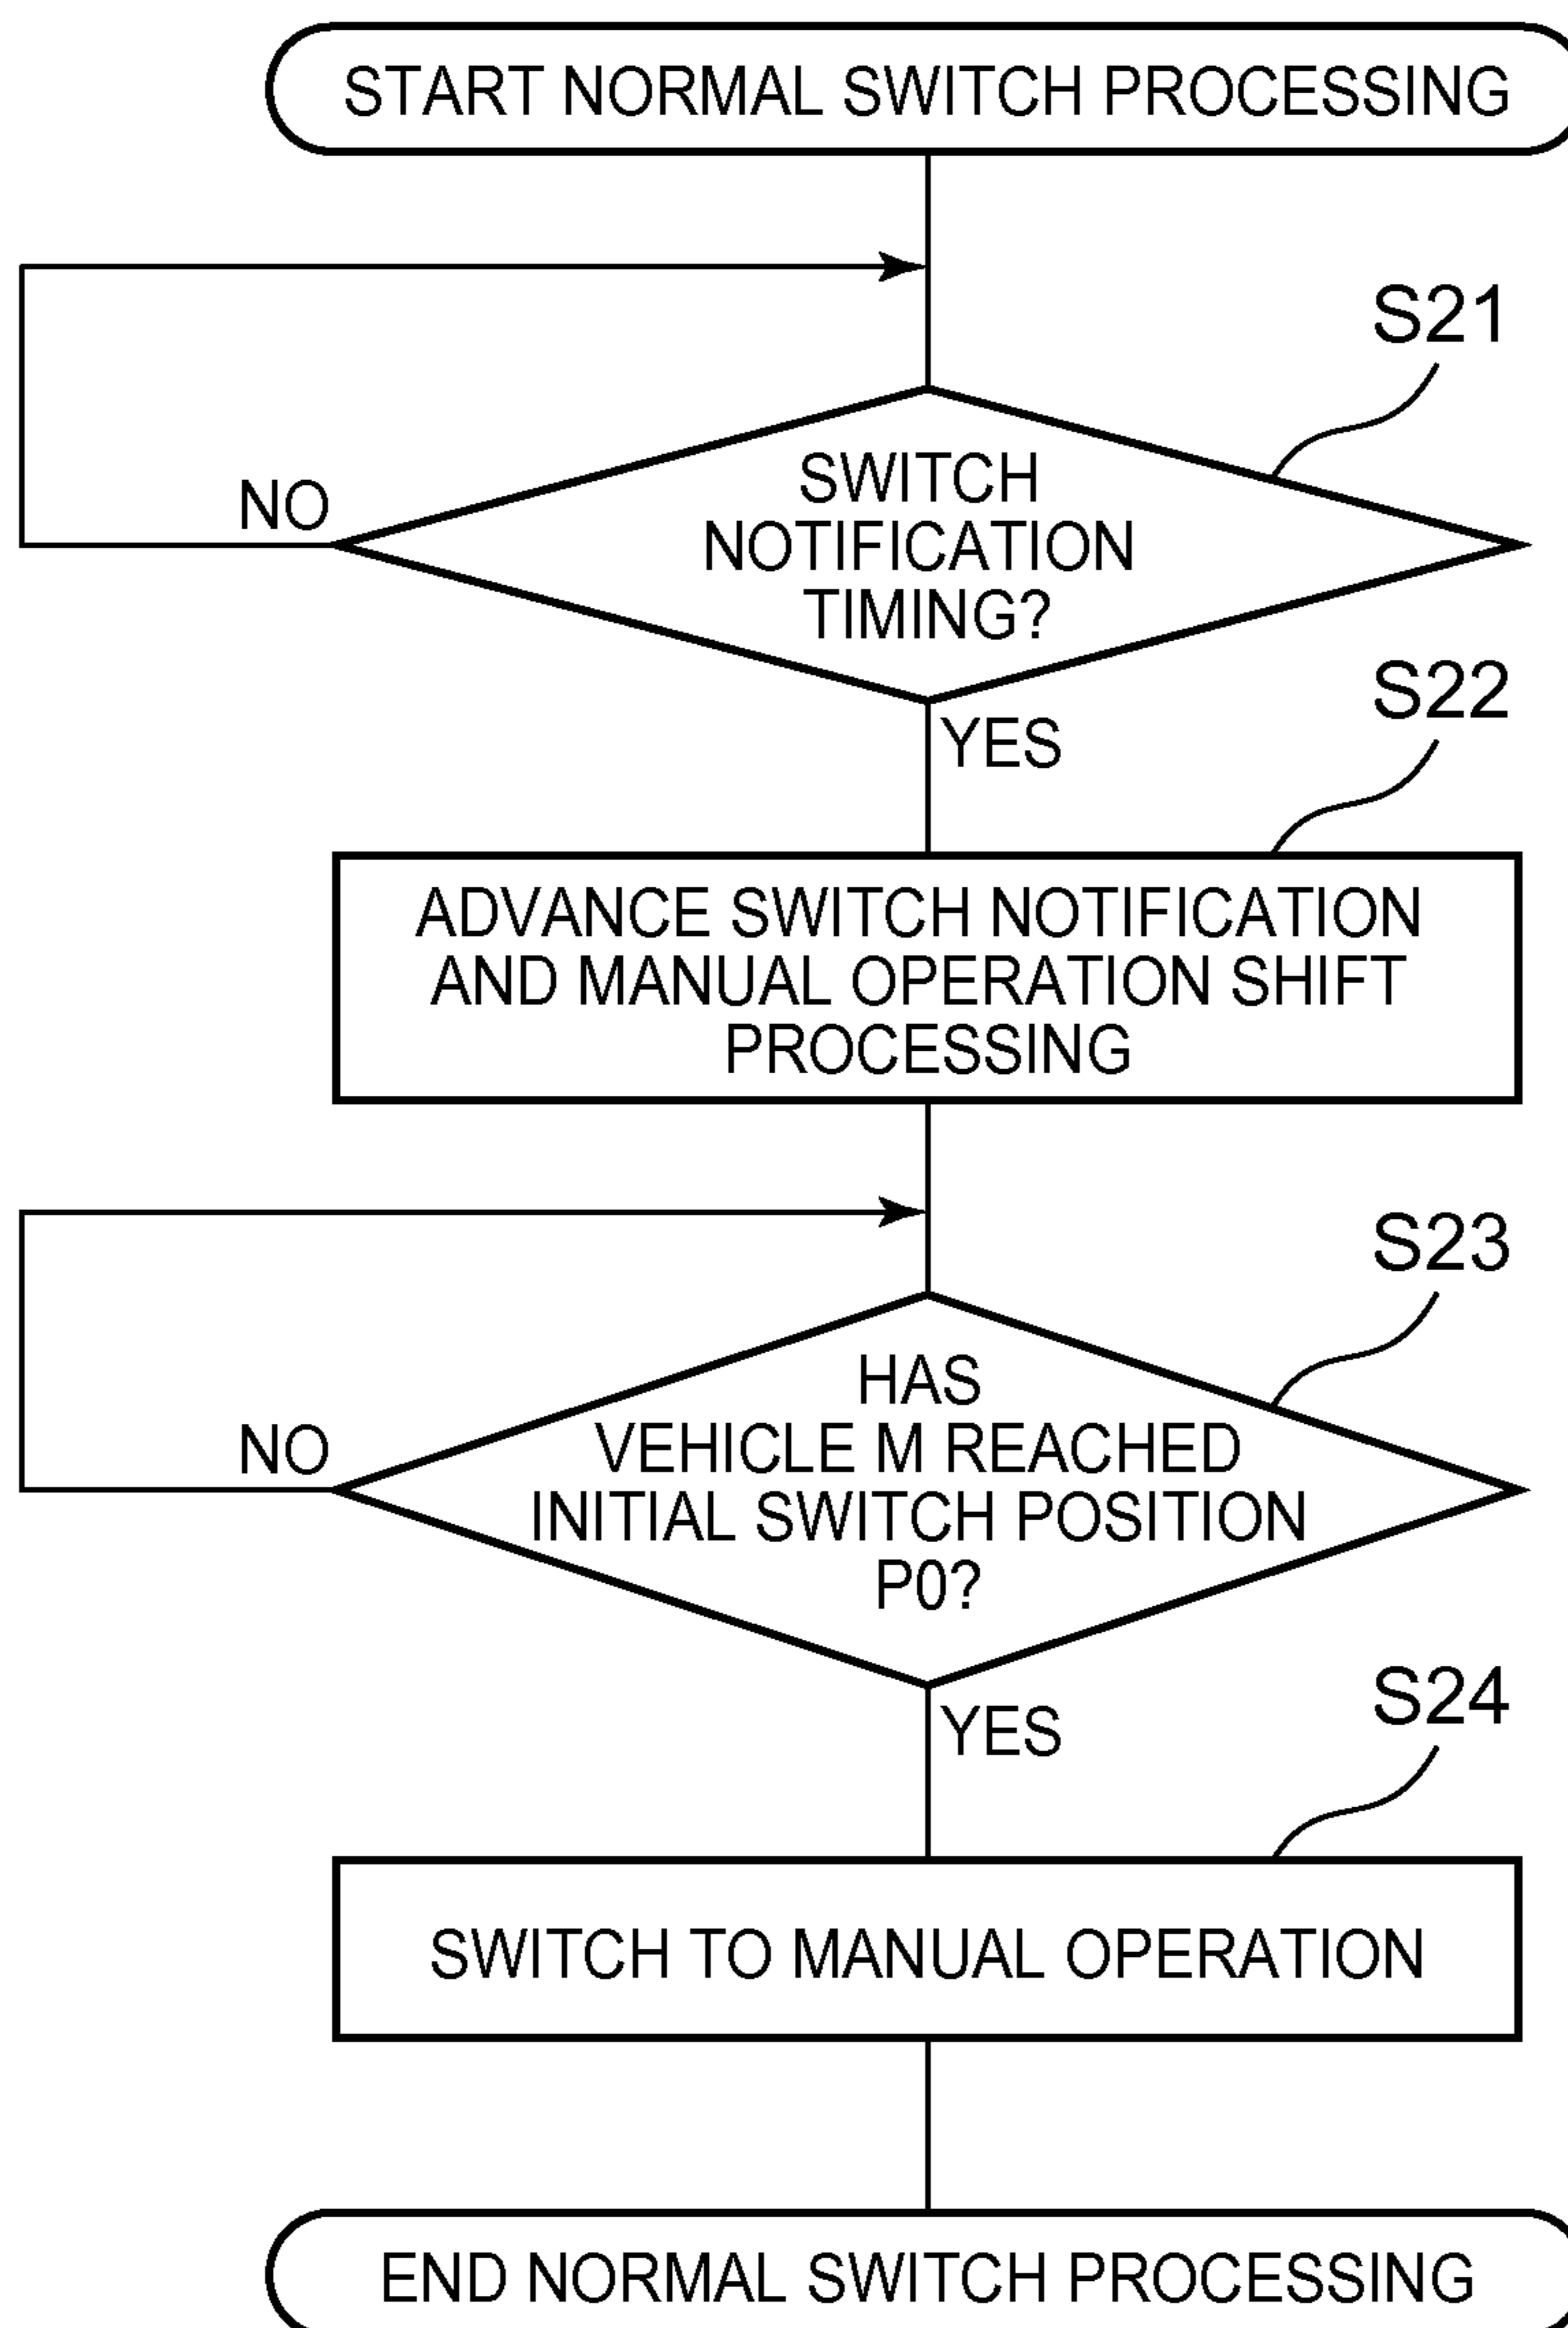 START NORMAL SWITCH PROCESSING
S21
SWITCH
NOTIFICATION
TIMING?
NO
YES
S22
ADVANCE SWITCH NOTIFICATION
AND MANUAL OPERATION SHIFT
PROCESSING
S23
HAS
VEHICLE M REACHED
INITIAL SWITCH POSITION
P0?
NO
YES
S24
SWITCH TO MANUAL OPERATION
END NORMAL SWITCH PROCESSING